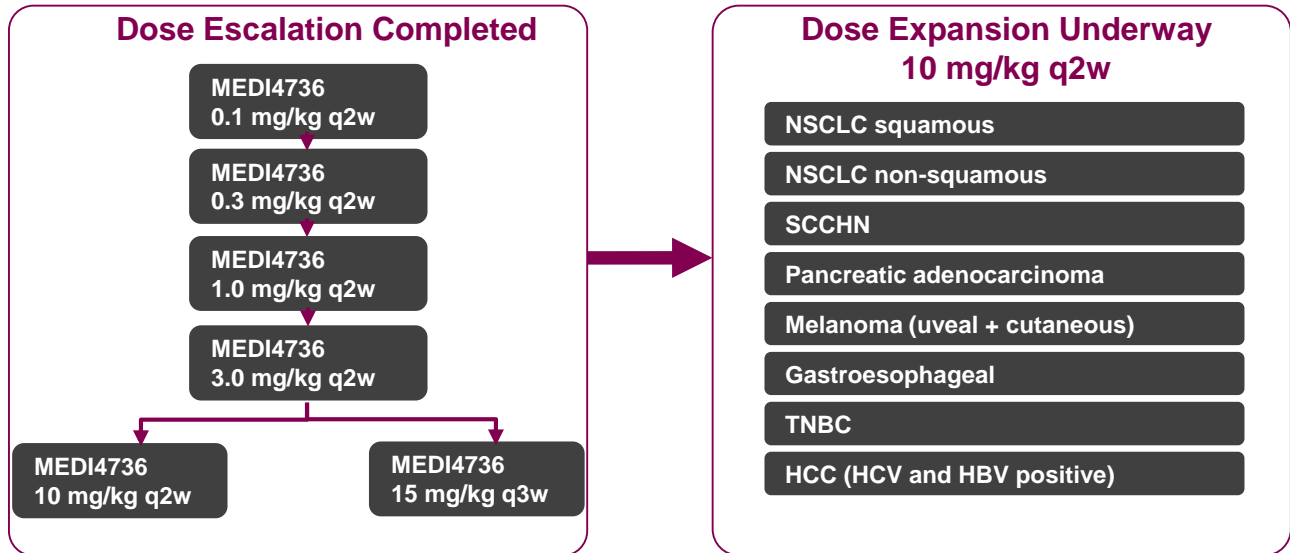 Dose Escalation Completed
MEDI4736
0.1 mg/kg q2w
MEDI4736
0.3 mg/kg q2w
MEDI4736
1.0 mg/kg q2w
MEDI4736
3.0 mg/kg q2w
MEDI4736
10 mg/kg q2w
MEDI4736
15 mg/kg q3w
Dose Expansion Underway
10 mg/kg q2w
NSCLC squamous
NSCLC non-squamous
SCCHN
Pancreatic adenocarcinoma
Melanoma (uveal + cutaneous)
Gastroesophageal
TNBC
HCC (HCV and HBV positive)